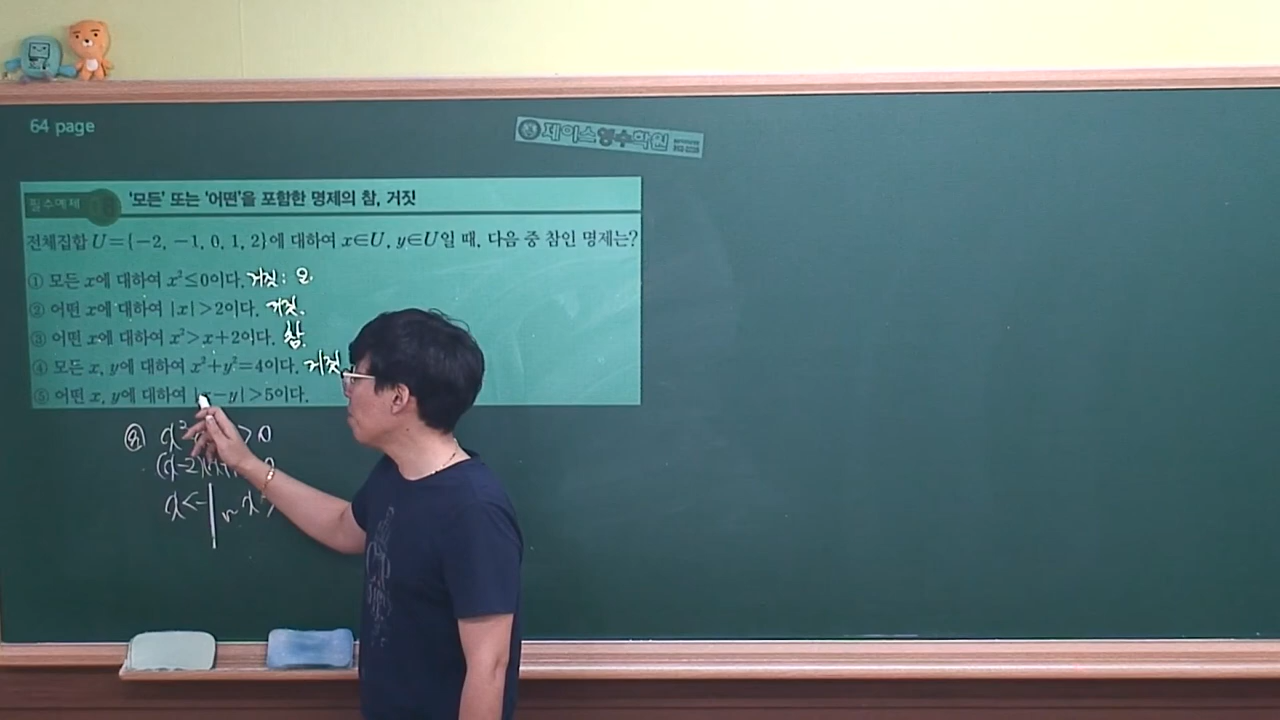 64 page
제이스영수학원
필수예제 '모든' 또는 '어떤'을 포함한 명제의 참, 거짓
전체집합 U={−2, −1, 0, 1, 2}에 대하여 x∈U, y∈U일 때, 다음 중 참인 명제는?
① 모든 x에 대하여 x²≤0이다. 거짓:
② 어떤 x에 대하여 |x|>2이다. 거짓.
③ 어떤 x에 대하여 x²>x+2이다. 참.
④ 모든 x, y에 대하여 x²+y²=4이다. 거짓
⑤ 어떤 x, y에 대하여 |x−y|>5이다.
x² >0
(x-2)
x<-1 or x>